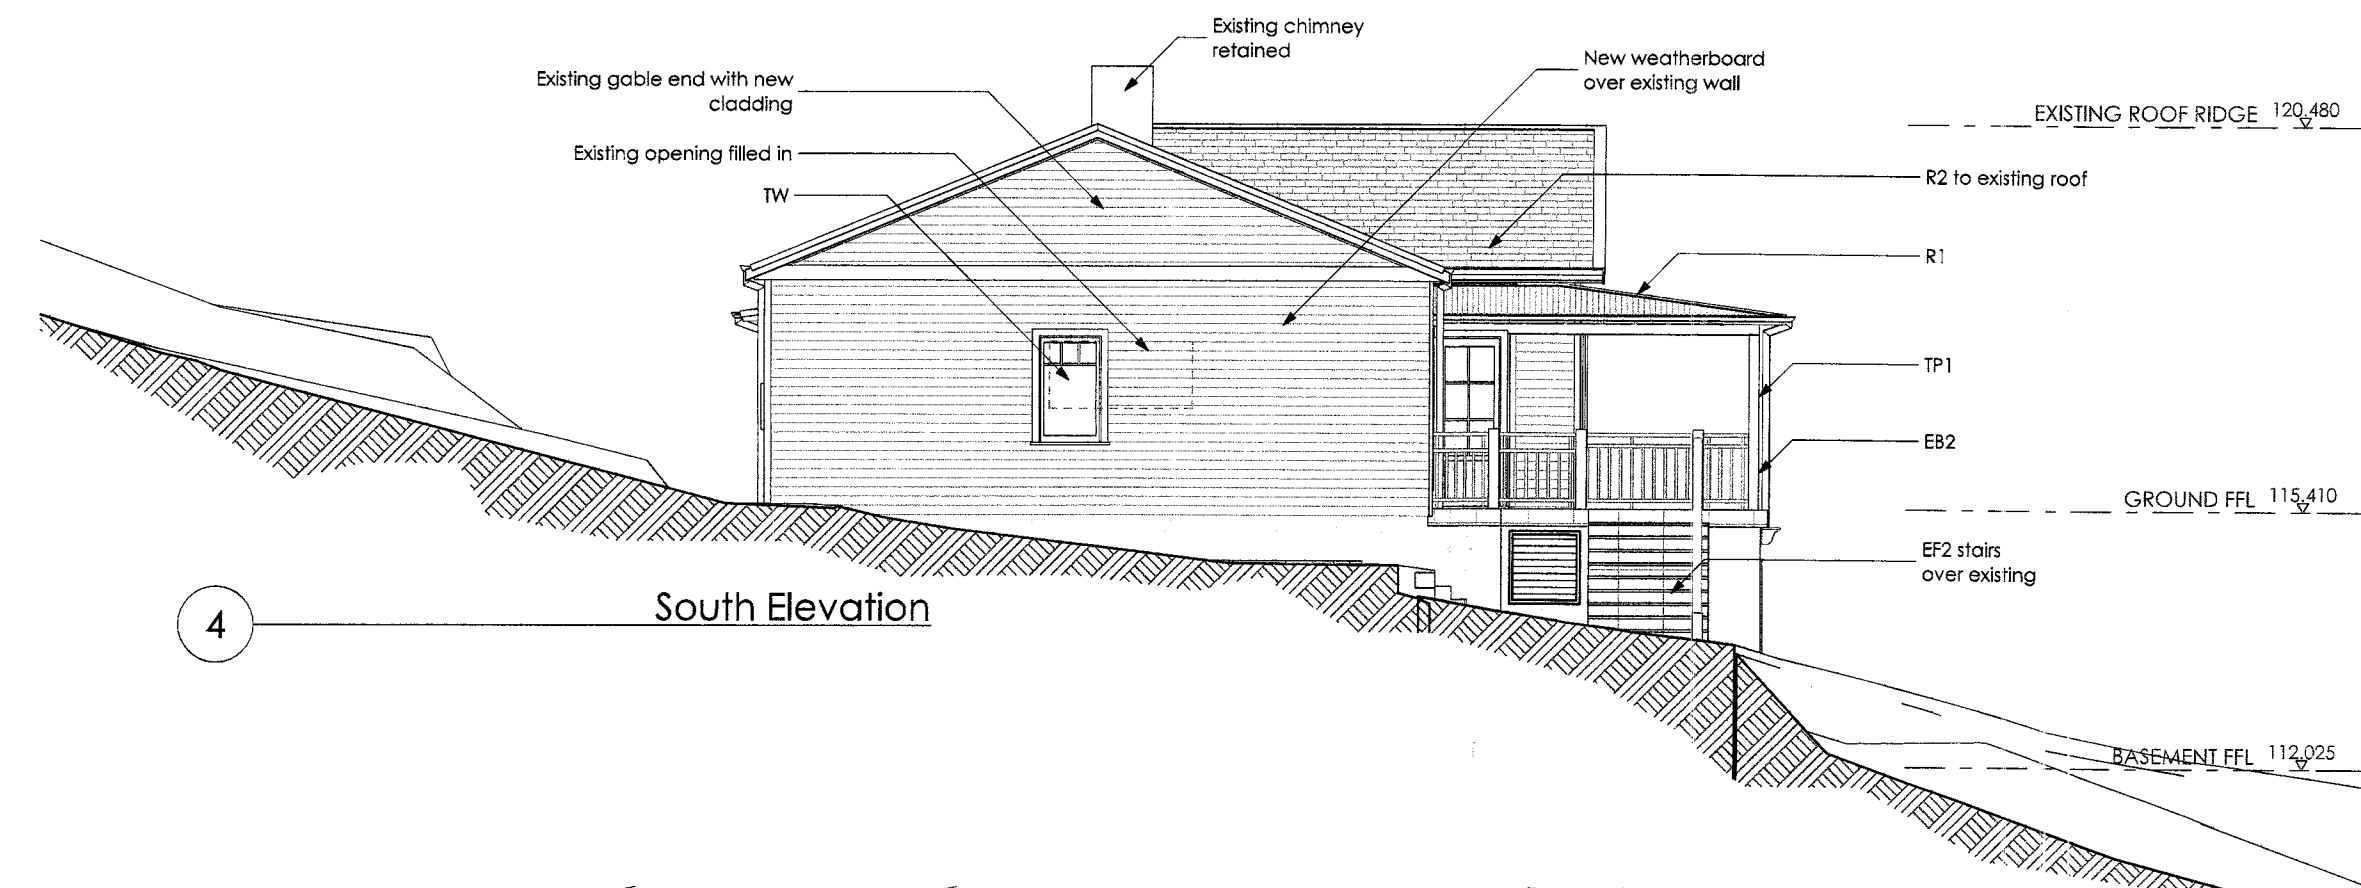 Existing chimney
retained
Existing gable end with new
cladding
New weatherboard
over existing wall
EXISTING ROOF RIDGE 120.480
Existing opening filled in
R2 to existing roof
TW
R1
TP1
EB2
GROUND FFL 115.410
EF2 stairs
over existing
4
South Elevation
BASEMENT FFL 112.025